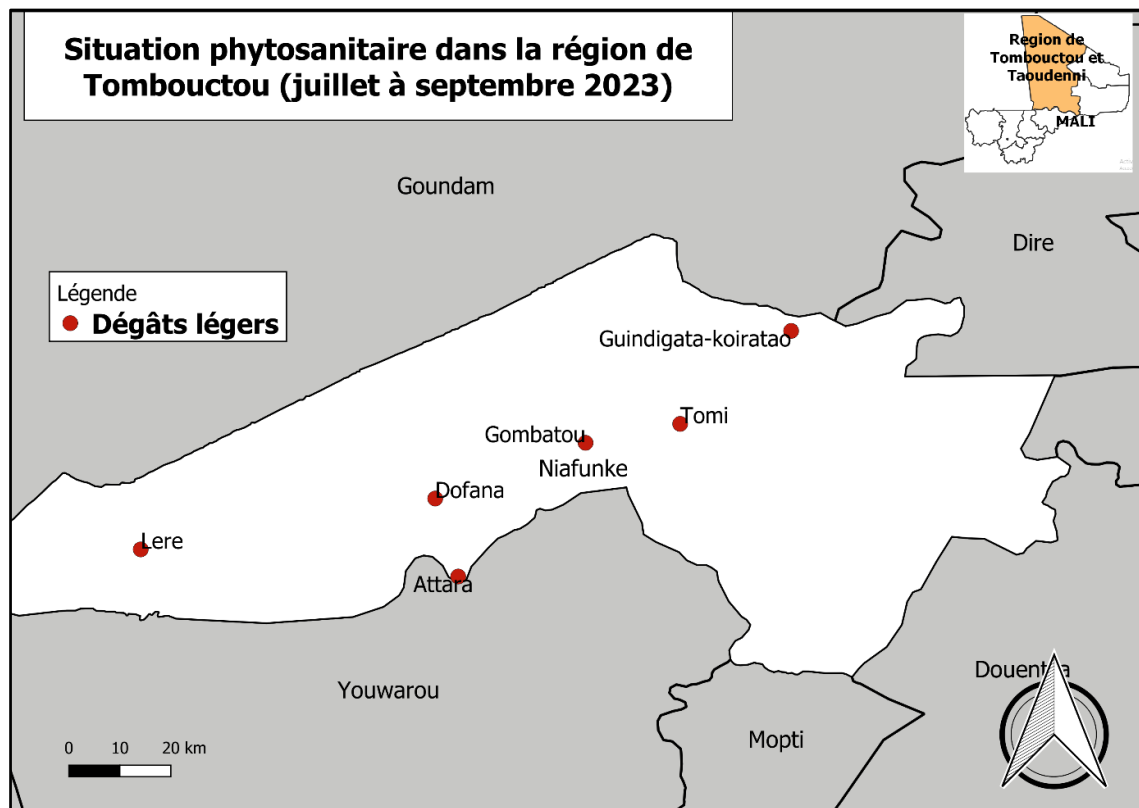 Situation phytosanitaire dans la région de
Tombouctou (juillet à septembre 2023)
Region de
Tombouctou et
Taoudenni
MALI
Goundam
Dire
Légende
Dégâts légers
Guindigata-koiratao
Tomi
Gombatou
Niafunke
Dofana
Lere
Attara
Youwarou
Douentza
Mopti
0 10 20 km